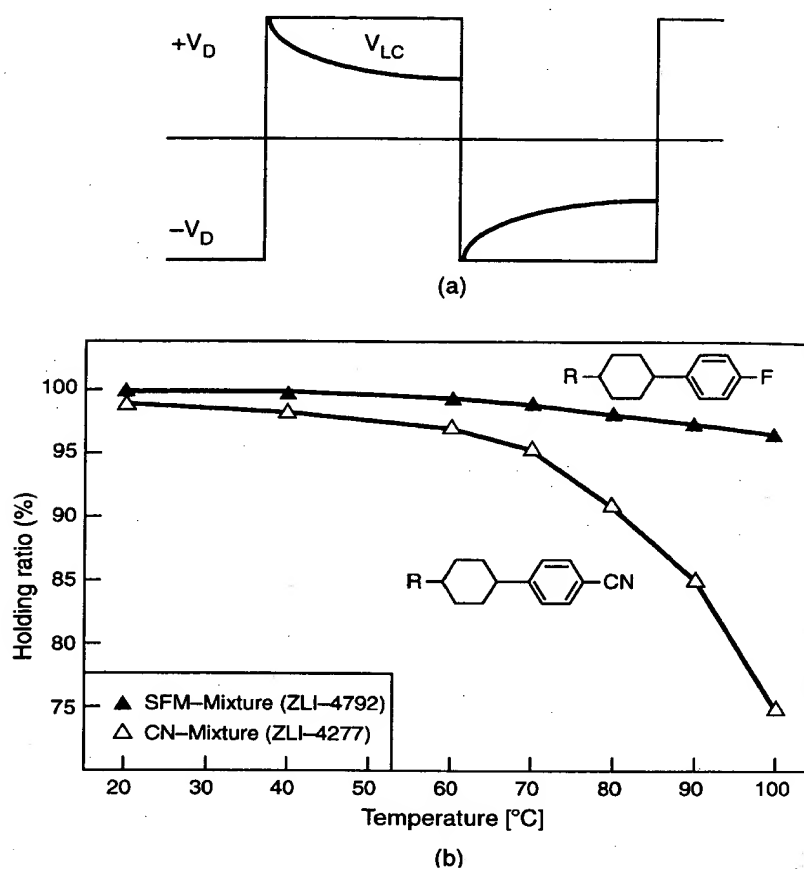 +V_D
V_LC
−V_D
(a)
R
F
100
95
90
85
80
75
Holding ratio (%)
R
CN
▲ SFM–Mixture (ZLI–4792)
△ CN–Mixture (ZLI–4277)
20 30 40 50 60 70 80 90 100
Temperature [°C]
(b)